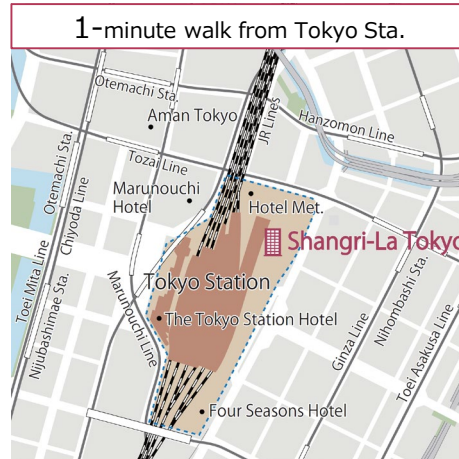 1-minute walk from Tokyo Sta.
Otemachi Sta.
Aman Tokyo
JR Lines
Hanzomon Line
Tozai Line
Otemachi Sta.
Chiyoda Line
Marunouchi
Hotel
Hotel Met.
Shangri-La Tokyo
Toei Mita Line
Nijubashimae Sta.
Marunouchi Line
Tokyo Station
The Tokyo Station Hotel
Ginza Line
Nihombashi Sta.
Toei Asakusa Line
Four Seasons Hotel